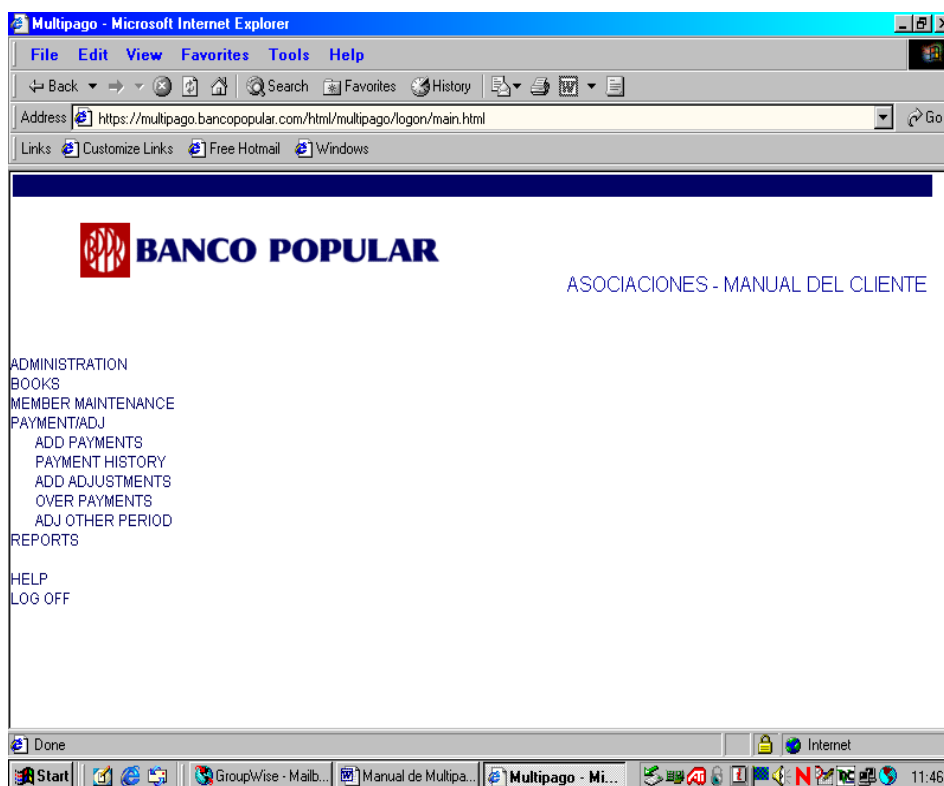 Multipago - Microsoft Internet Explorer
File Edit View Favorites Tools Help
Back Search Favorites History
Address https://multipago.bancopopular.com/html/multipago/logon/main.html Go
Links Customize Links Free Hotmail Windows
BPPR BANCO POPULAR
ASOCIACIONES - MANUAL DEL CLIENTE
ADMINISTRATION
BOOKS
MEMBER MAINTENANCE
PAYMENT/ADJ
ADD PAYMENTS
PAYMENT HISTORY
ADD ADJUSTMENTS
OVER PAYMENTS
ADJ OTHER PERIOD
REPORTS
HELP
LOG OFF
Done Internet
Start GroupWise - Mailb... Manual de Multipa... Multipago - Mi... 11:46